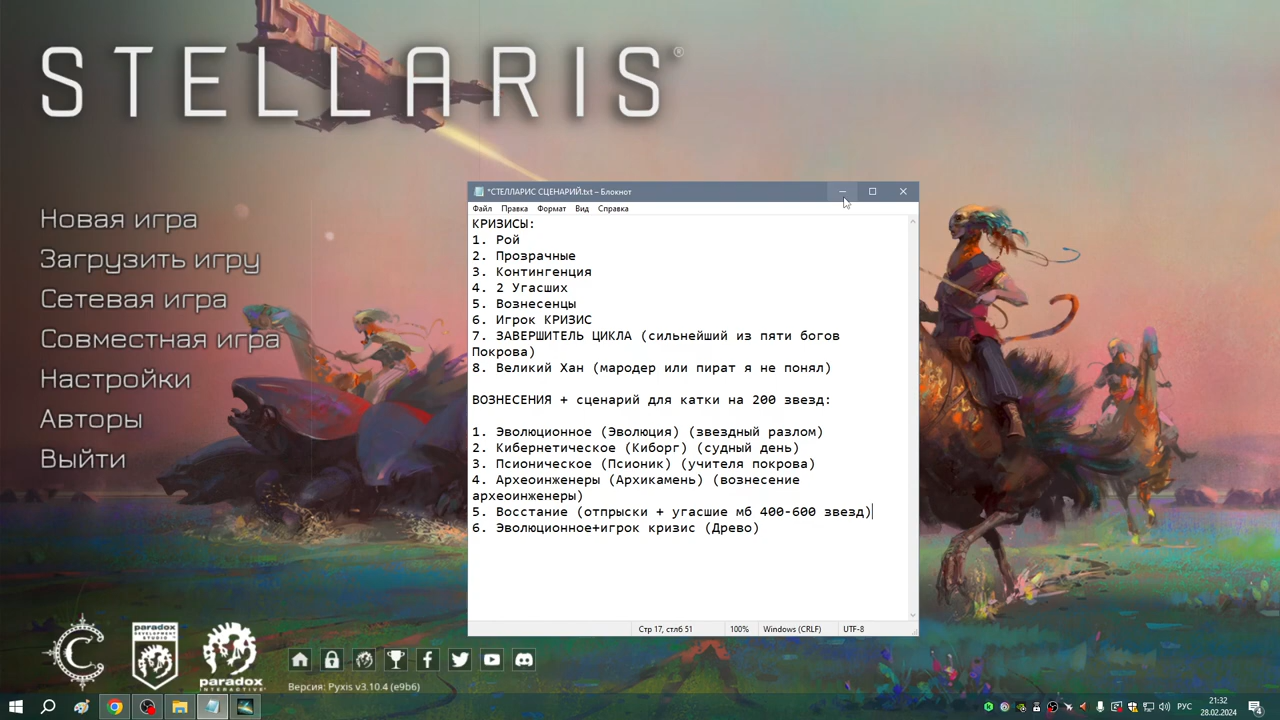 STELLARIS®
Новая игра
Загрузить игру
Сетевая игра
Совместная игра
Настройки
Авторы
Выйти
*СТЕЛЛАРИС СЦЕНАРИЙ.txt – Блокнот
Файл Правка Формат Вид Справка
КРИЗИСЫ:
1. Рой
2. Прозрачные
3. Контингенция
4. 2 Угасших
5. Вознесенцы
6. Игрок КРИЗИС
7. ЗАВЕРШИТЕЛЬ ЦИКЛА (сильнейший из пяти богов
Покрова)
8. Великий Хан (мародер или пират я не понял)
ВОЗНЕСЕНИЯ + сценарий для катки на 200 звезд:
1. Эволюционное (Эволюция) (звездный разлом)
2. Кибернетическое (Киборг) (судный день)
3. Псионическое (Псионик) (учителя покрова)
4. Археоинженеры (Архикамень) (вознесение
археоинженеры)
5. Восстание (отпрыски + угасшие мб 400-600 звезд)
6. Эволюционное+игрок кризис (Древо)
Стр 17, стлб 51 100% Windows (CRLF) UTF-8
paradox
DEVELOPMENT
STUDIO
paradox
INTERACTIVE
Версия: Pyxis v3.10.4 (e9b6)
РУС
21:32
28.02.2024
4